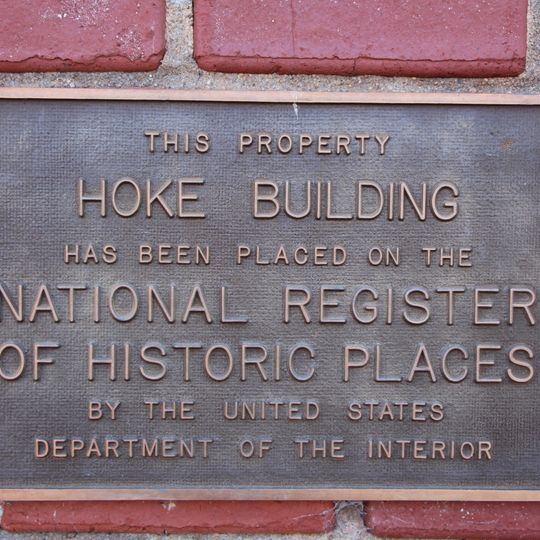 THIS PROPERTY
HOKE BUILDING
HAS BEEN PLACED ON THE
NATIONAL REGISTER
OF HISTORIC PLACES
BY THE UNITED STATES
DEPARTMENT OF THE INTERIOR